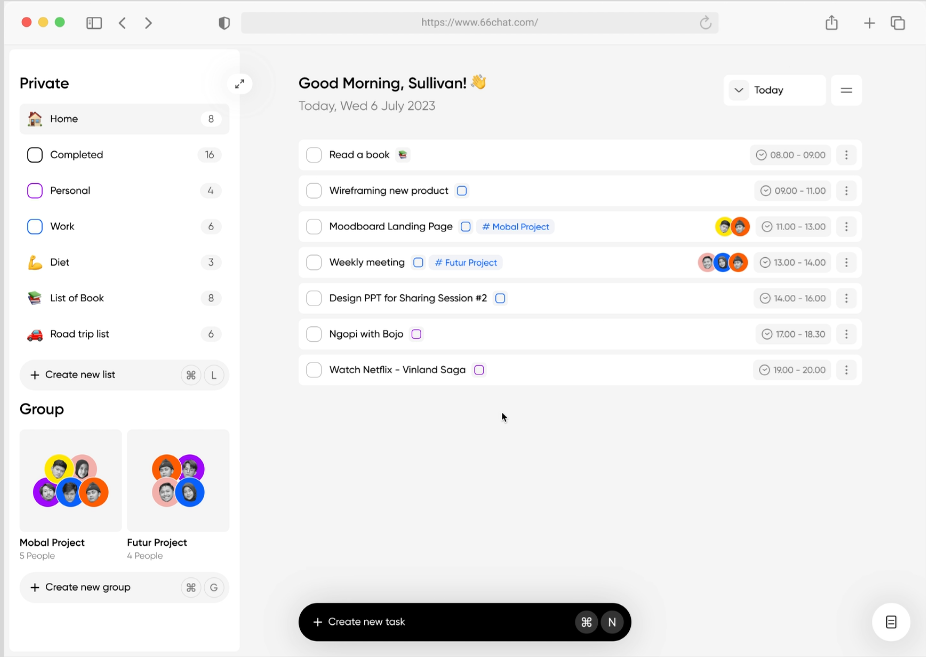 https://www.66chat.com/
Private
Home 8
Completed 16
Personal 4
Work 6
Diet 3
List of Book 8
Road trip list 6
+ Create new list ⌘ L
Group
Mobal Project
5 People
Futur Project
4 People
+ Create new group ⌘ G
Good Morning, Sullivan! 👋
Today, Wed 6 July 2023
Today
Read a book 08.00 - 09.00
Wireframing new product 09.00 - 11.00
Moodboard Landing Page # Mobal Project 11.00 - 13.00
Weekly meeting # Futur Project 13.00 - 14.00
Design PPT for Sharing Session #2 14.00 - 16.00
Ngopi with Bojo 17.00 - 18.30
Watch Netflix - Vinland Saga 19.00 - 20.00
+ Create new task ⌘ N